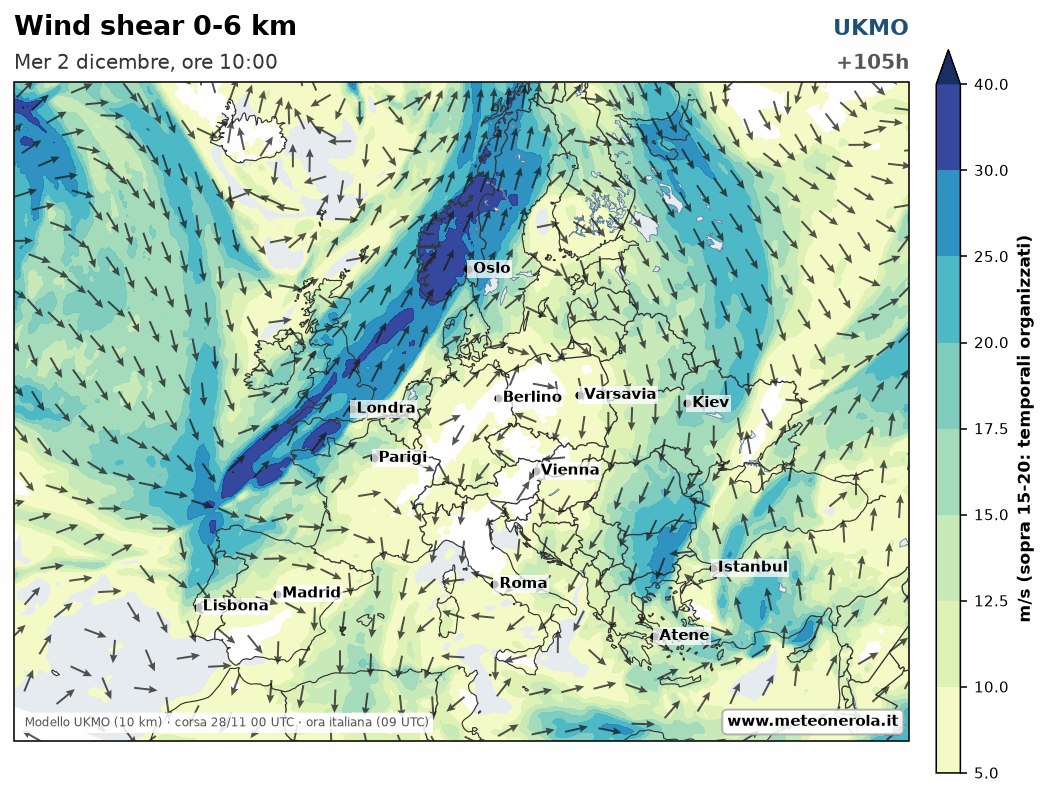 Wind shear 0-6 km
UKMO
Mer 2 dicembre, ore 10:00
+105h
40.0
30.0
25.0
20.0
17.5
15.0
12.5
10.0
5.0
m/s (sopra 15-20: temporali organizzati)
Oslo
Londra
Berlino
Varsavia
Kiev
Parigi
Vienna
Istanbul
Roma
Madrid
Lisbona
Atene
Modello UKMO (10 km) · corsa 28/11 00 UTC · ora italiana (09 UTC)
www.meteonerola.it